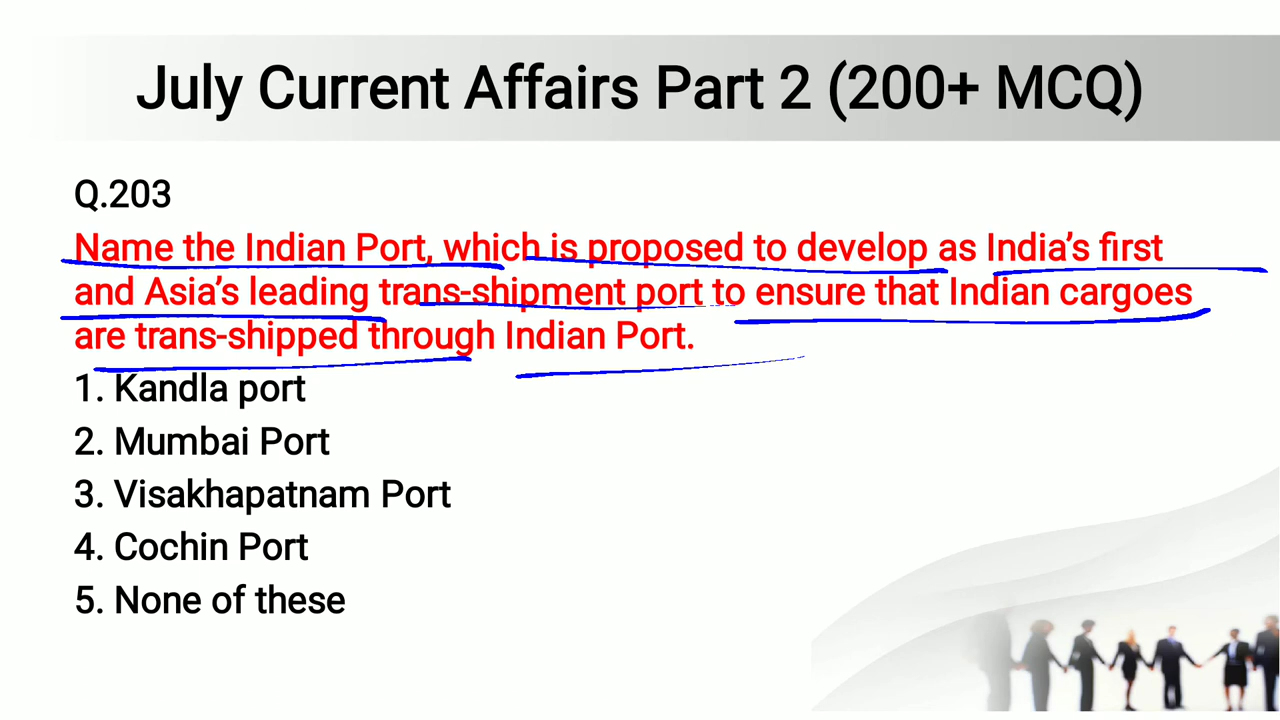 July Current Affairs Part 2 (200+ MCQ)
Q.203
Name the Indian Port, which is proposed to develop as India’s first
and Asia’s leading trans-shipment port to ensure that Indian cargoes
are trans-shipped through Indian Port.
1. Kandla port
2. Mumbai Port
3. Visakhapatnam Port
4. Cochin Port
5. None of these